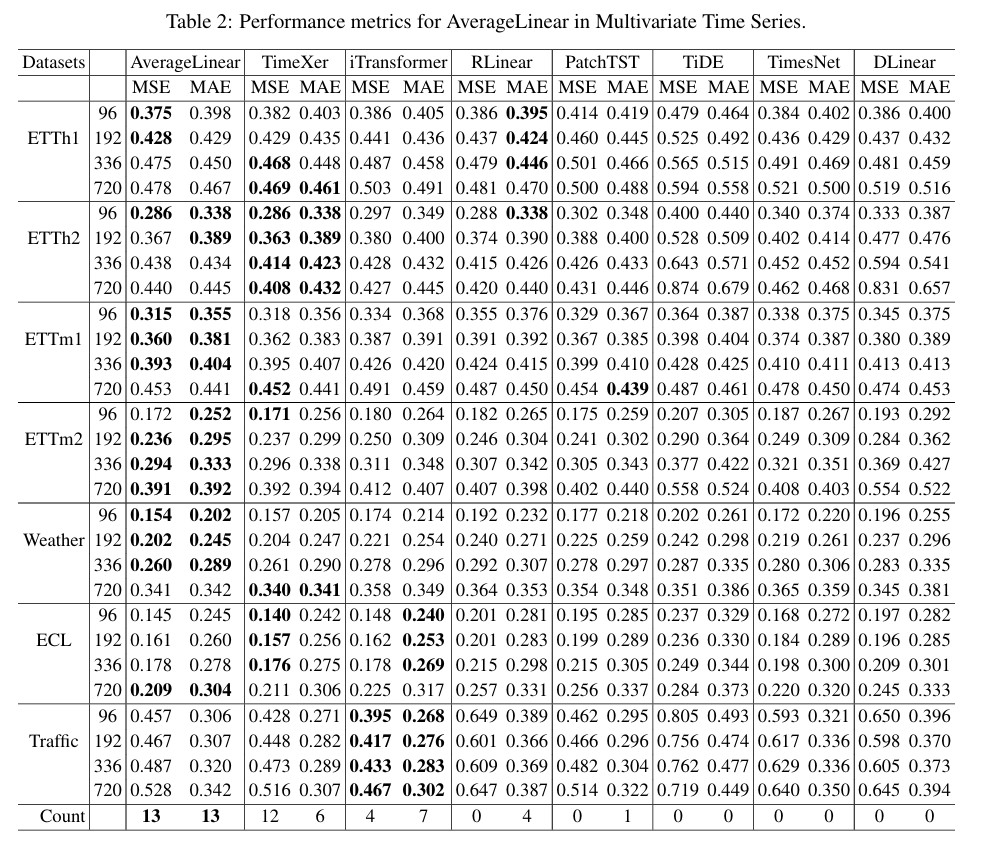 Table 2: Performance metrics for AverageLinear in Multivariate Time Series.
Datasets AverageLinear TimeXer iTransformer RLinear PatchTST TiDE TimesNet DLinear
MSE MAE MSE MAE MSE MAE MSE MAE MSE MAE MSE MAE MSE MAE MSE MAE
96 0.375 0.398 0.382 0.403 0.386 0.405 0.386 0.395 0.414 0.419 0.479 0.464 0.384 0.402 0.386 0.400
ETTh1 192 0.428 0.429 0.429 0.435 0.441 0.436 0.437 0.424 0.460 0.445 0.525 0.492 0.436 0.429 0.437 0.432
336 0.475 0.450 0.468 0.448 0.487 0.458 0.479 0.446 0.501 0.466 0.565 0.515 0.491 0.469 0.481 0.459
720 0.478 0.467 0.469 0.461 0.503 0.491 0.481 0.470 0.500 0.488 0.594 0.558 0.521 0.500 0.519 0.516
96 0.286 0.338 0.286 0.338 0.297 0.349 0.288 0.338 0.302 0.348 0.400 0.440 0.340 0.374 0.333 0.387
ETTh2 192 0.367 0.389 0.363 0.389 0.380 0.400 0.374 0.390 0.388 0.400 0.528 0.509 0.402 0.414 0.477 0.476
336 0.438 0.434 0.414 0.423 0.428 0.432 0.415 0.426 0.426 0.433 0.643 0.571 0.452 0.452 0.594 0.541
720 0.440 0.445 0.408 0.432 0.427 0.445 0.420 0.440 0.431 0.446 0.874 0.679 0.462 0.468 0.831 0.657
96 0.315 0.355 0.318 0.356 0.334 0.368 0.355 0.376 0.329 0.367 0.364 0.387 0.338 0.375 0.345 0.375
ETTm1 192 0.360 0.381 0.362 0.383 0.387 0.391 0.391 0.392 0.367 0.385 0.398 0.404 0.374 0.387 0.380 0.389
336 0.393 0.404 0.395 0.407 0.426 0.420 0.424 0.415 0.399 0.410 0.428 0.425 0.410 0.411 0.413 0.413
720 0.453 0.441 0.452 0.441 0.491 0.459 0.487 0.450 0.454 0.439 0.487 0.461 0.478 0.450 0.474 0.453
96 0.172 0.252 0.171 0.256 0.180 0.264 0.182 0.265 0.175 0.259 0.207 0.305 0.187 0.267 0.193 0.292
ETTm2 192 0.236 0.295 0.237 0.299 0.250 0.309 0.246 0.304 0.241 0.302 0.290 0.364 0.249 0.309 0.284 0.362
336 0.294 0.333 0.296 0.338 0.311 0.348 0.307 0.342 0.305 0.343 0.377 0.422 0.321 0.351 0.369 0.427
720 0.391 0.392 0.392 0.394 0.412 0.407 0.407 0.398 0.402 0.440 0.558 0.524 0.408 0.403 0.554 0.522
96 0.154 0.202 0.157 0.205 0.174 0.214 0.192 0.232 0.177 0.218 0.202 0.261 0.172 0.220 0.196 0.255
Weather 192 0.202 0.245 0.204 0.247 0.221 0.254 0.240 0.271 0.225 0.259 0.242 0.298 0.219 0.261 0.237 0.296
336 0.260 0.289 0.261 0.290 0.278 0.296 0.292 0.307 0.278 0.297 0.287 0.335 0.280 0.306 0.283 0.335
720 0.341 0.342 0.340 0.341 0.358 0.349 0.364 0.353 0.354 0.348 0.351 0.386 0.365 0.359 0.345 0.381
96 0.145 0.245 0.140 0.242 0.148 0.240 0.201 0.281 0.195 0.285 0.237 0.329 0.168 0.272 0.197 0.282
ECL 192 0.161 0.260 0.157 0.256 0.162 0.253 0.201 0.283 0.199 0.289 0.236 0.330 0.184 0.289 0.196 0.285
336 0.178 0.278 0.176 0.275 0.178 0.269 0.215 0.298 0.215 0.305 0.249 0.344 0.198 0.300 0.209 0.301
720 0.209 0.304 0.211 0.306 0.225 0.317 0.257 0.331 0.256 0.337 0.284 0.373 0.220 0.320 0.245 0.333
96 0.457 0.306 0.428 0.271 0.395 0.268 0.649 0.389 0.462 0.295 0.805 0.493 0.593 0.321 0.650 0.396
Traffic 192 0.467 0.307 0.448 0.282 0.417 0.276 0.601 0.366 0.466 0.296 0.756 0.474 0.617 0.336 0.598 0.370
336 0.487 0.320 0.473 0.289 0.433 0.283 0.609 0.369 0.482 0.304 0.762 0.477 0.629 0.336 0.605 0.373
720 0.528 0.342 0.516 0.307 0.467 0.302 0.647 0.387 0.514 0.322 0.719 0.449 0.640 0.350 0.645 0.394
Count 13 13 12 6 4 7 0 4 0 1 0 0 0 0 0 0